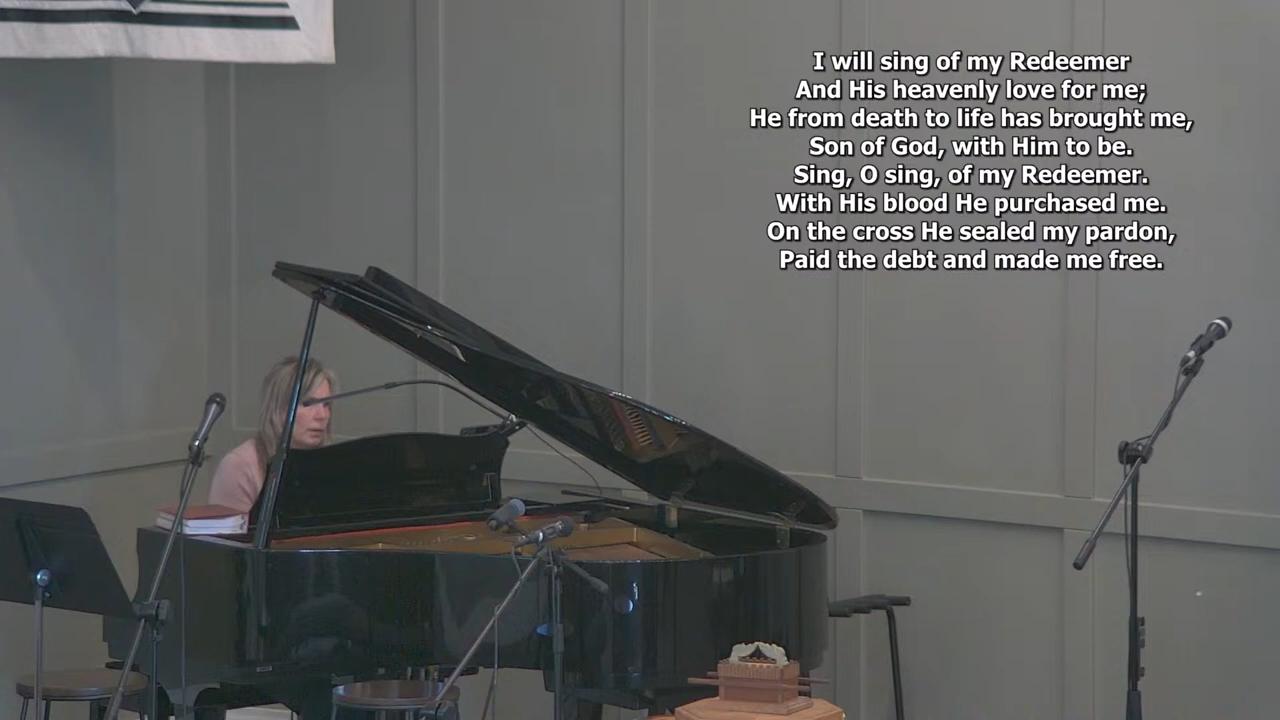 I will sing of my Redeemer
And His heavenly love for me;
He from death to life has brought me,
Son of God, with Him to be.
Sing, O sing, of my Redeemer.
With His blood He purchased me.
On the cross He sealed my pardon,
Paid the debt and made me free.